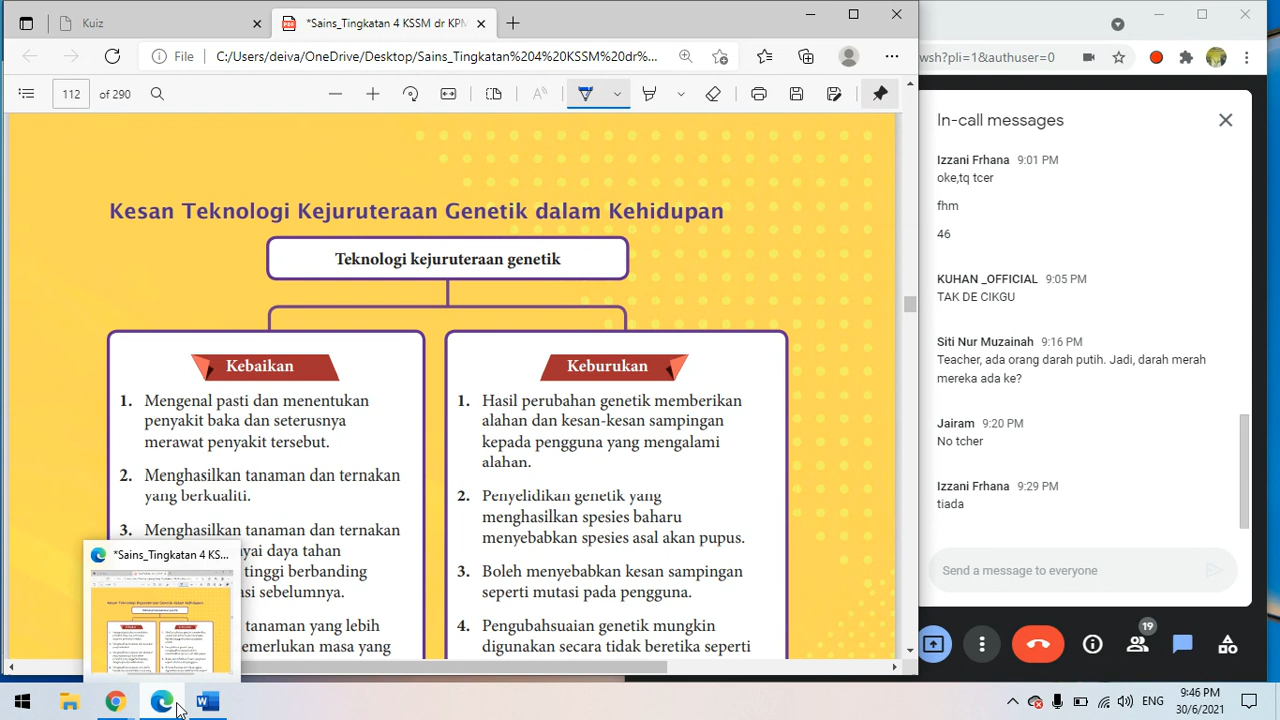 Kuiz
*Sains_Tingkatan 4 KSSM dr KPM
File
C:/Users/deiva/OneDrive/Desktop/Sains_Tingkatan%204%20KSSM%20dr%...
wsh?pli=1&authuser=0
112 of 290
Kesan Teknologi Kejuruteraan Genetik dalam Kehidupan
Teknologi kejuruteraan genetik
Kebaikan
1. Mengenal pasti dan menentukan
penyakit baka dan seterusnya
merawat penyakit tersebut.
2. Menghasilkan tanaman dan ternakan
yang berkualiti.
3. Menghasilkan tanaman dan ternakan
daya tahan
tinggi berbanding
sebelumnya.
tanaman yang lebih
masa yang
Keburukan
1. Hasil perubahan genetik memberikan
alahan dan kesan-kesan sampingan
kepada pengguna yang mengalami
alahan.
2. Penyelidikan genetik yang
menghasilkan spesies baharu
menyebabkan spesies asal akan pupus.
3. Boleh menyebabkan kesan sampingan
seperti mutasi pada pengguna.
4. Pengubahsuaian genetik mungkin
digunakan secara tidak beretika seperti
*Sains_Tingkatan 4 KS...
In-call messages
Izzani Frhana 9:01 PM
oke,tq tcer
fhm
46
KUHAN _OFFICIAL 9:05 PM
TAK DE CIKGU
Siti Nur Muzainah 9:16 PM
Teacher, ada orang darah putih. Jadi, darah merah
mereka ada ke?
Jairam 9:20 PM
No tcher
Izzani Frhana 9:29 PM
tiada
Send a message to everyone
19
ENG
9:46 PM
30/6/2021